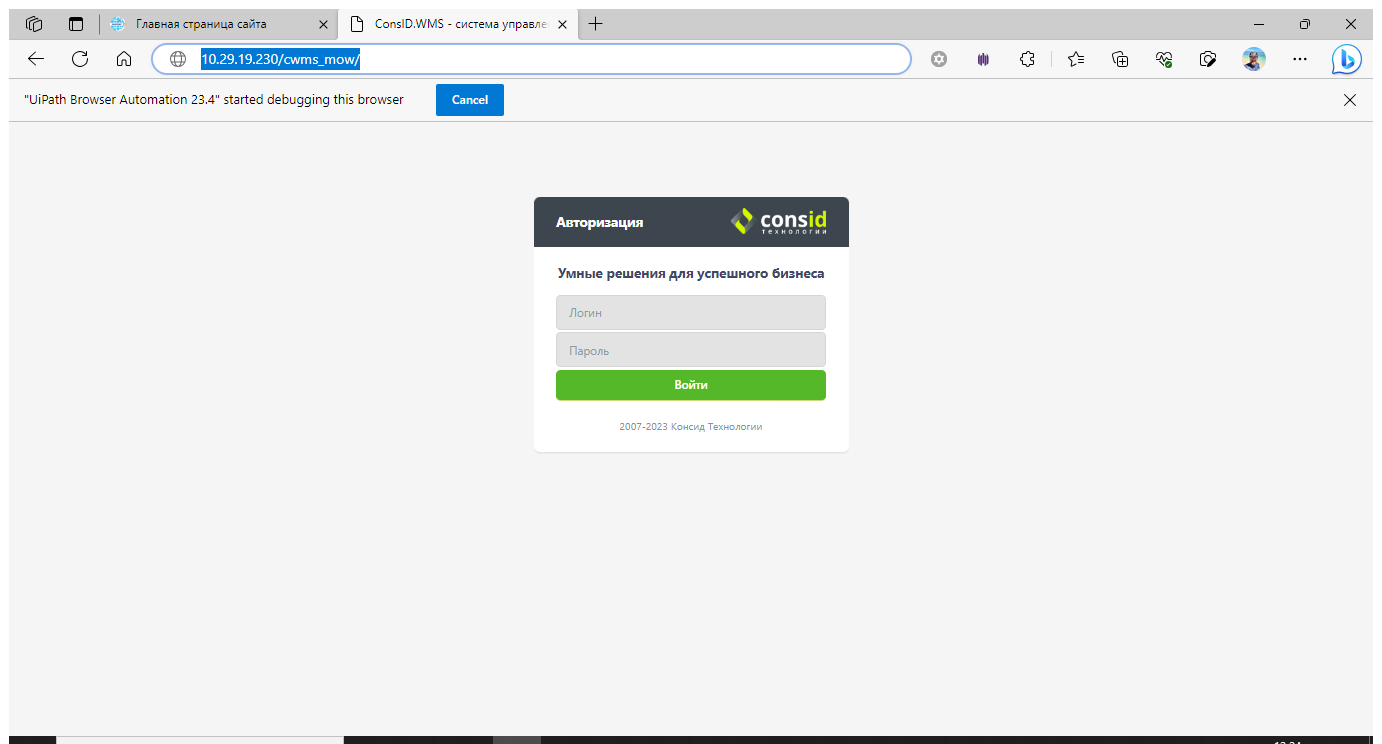 Главная страница сайта
ConsID.WMS - система управле
10.29.19.230/cwms_mow/
"UiPath Browser Automation 23.4" started debugging this browser
Cancel
Авторизация
consid
технологии
Умные решения для успешного бизнеса
Логин
Пароль
Войти
2007-2023 Консид Технологии